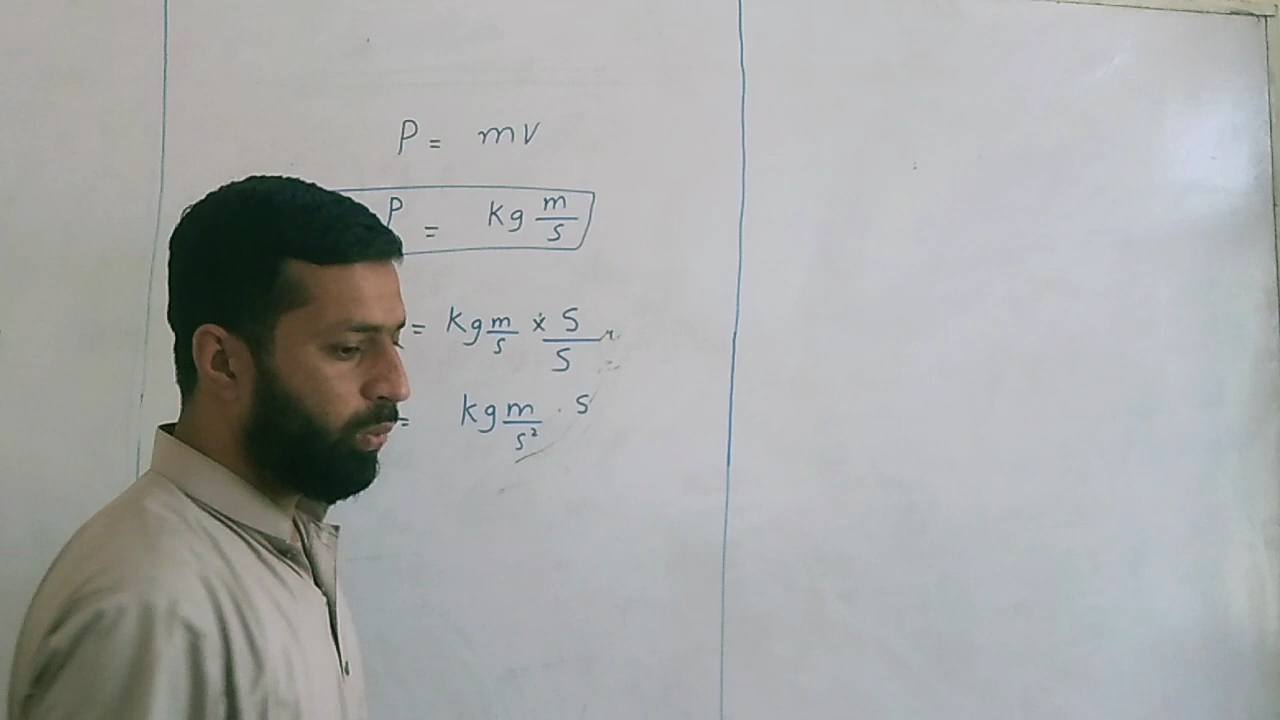 P = mv
P = kg m/s
= kg m/s × s/s
= kg m/s² . s